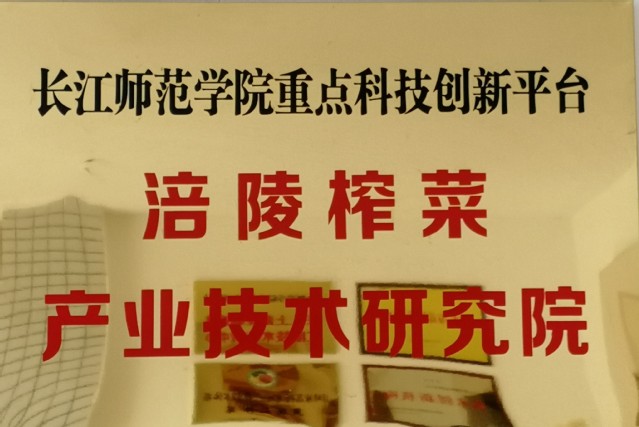 长江师范学院重点科技创新平台
涪陵榨菜
产业技术研究院